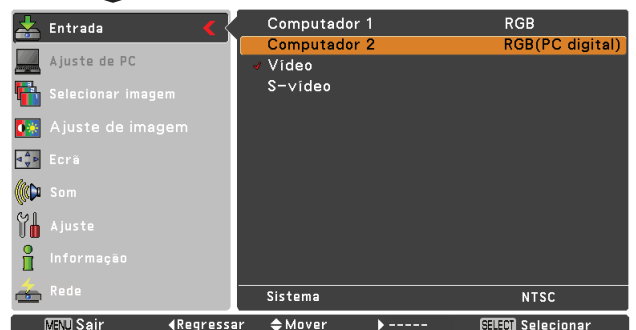 Entrada
Ajuste de PC
Selecionar imagem
Ajuste de imagem
Ecrã
Som
Ajuste
Informação
Rede
Computador 1 RGB
Computador 2 RGB(PC digital)
Vídeo
S-vídeo
Sistema NTSC
MENU Sair Regressar Mover ----- SELECT Selecionar